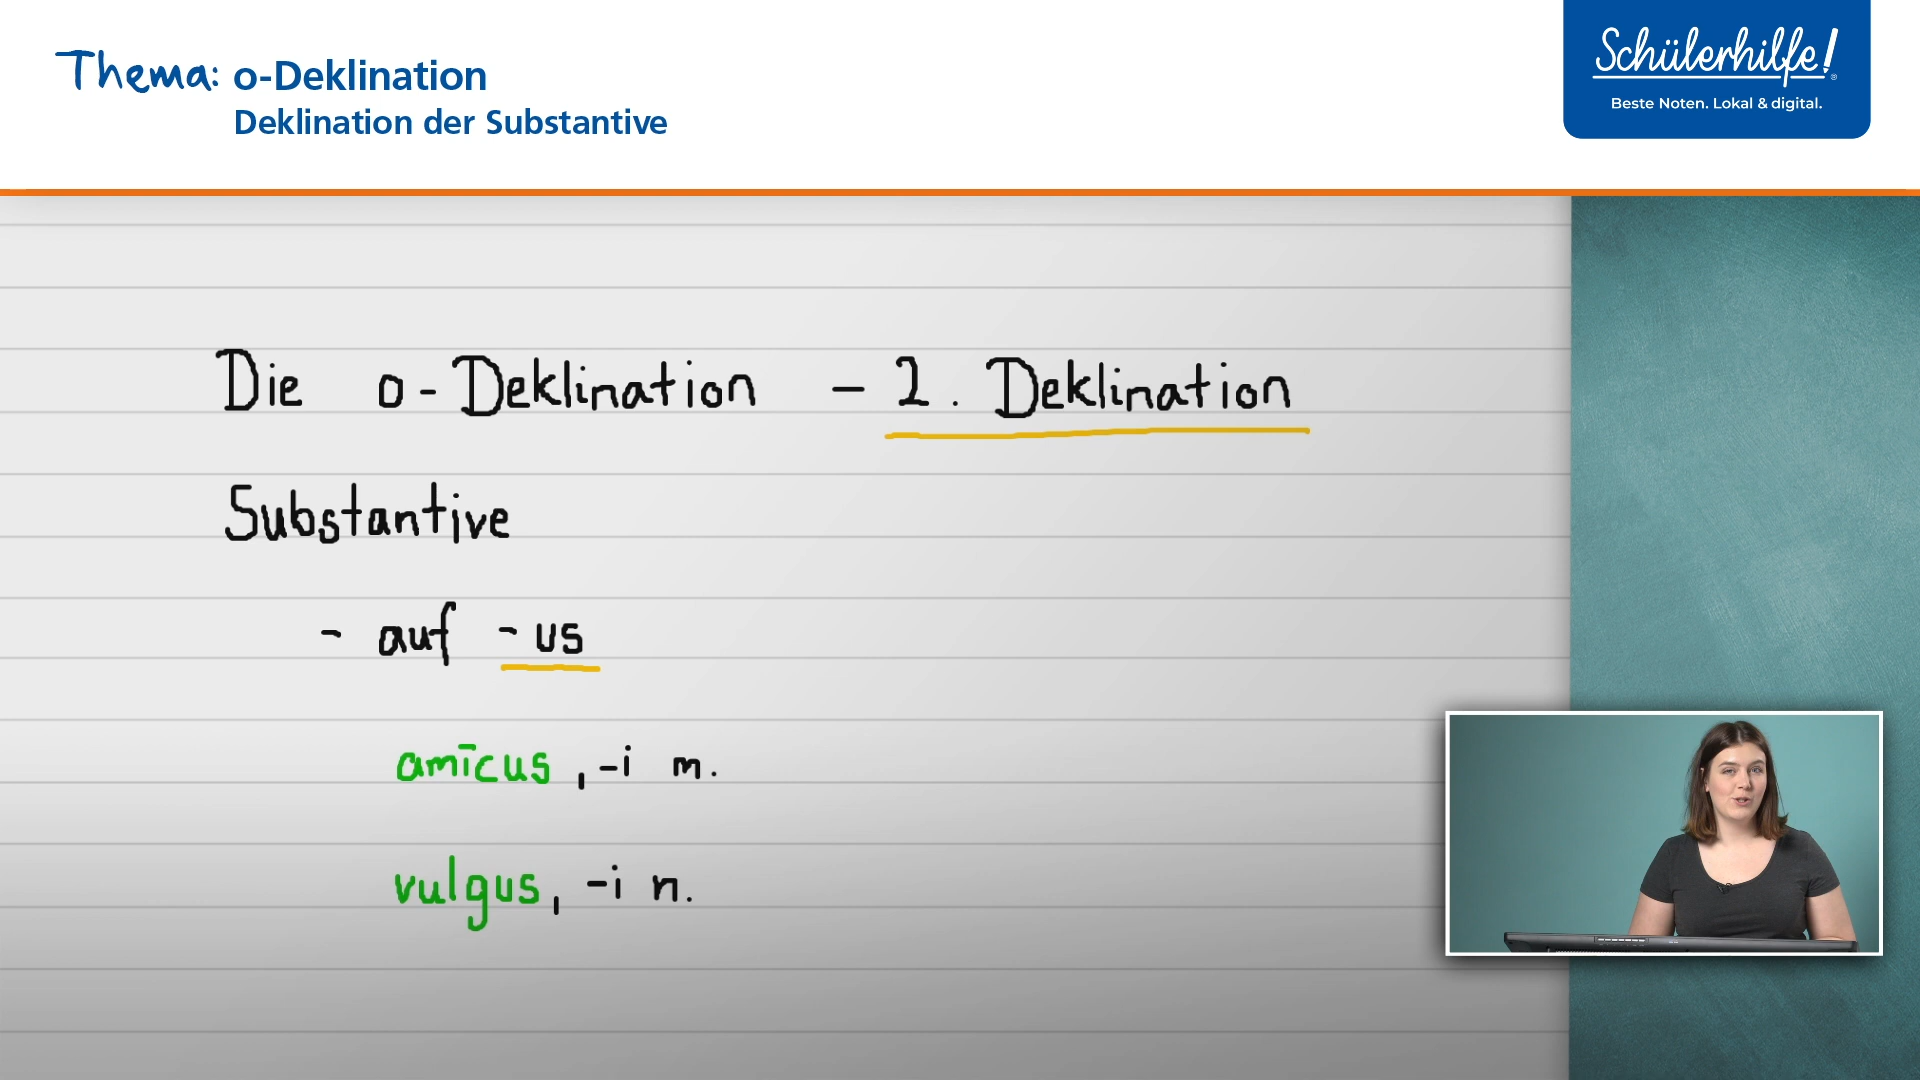 Thema: o-Deklination
Deklination der Substantive
Schülerhilfe!
Beste Noten. Lokal & digital.
Die o-Deklination - 2. Deklination
Substantive
- auf -us
amīcus, -i m.
vulgus, -i n.